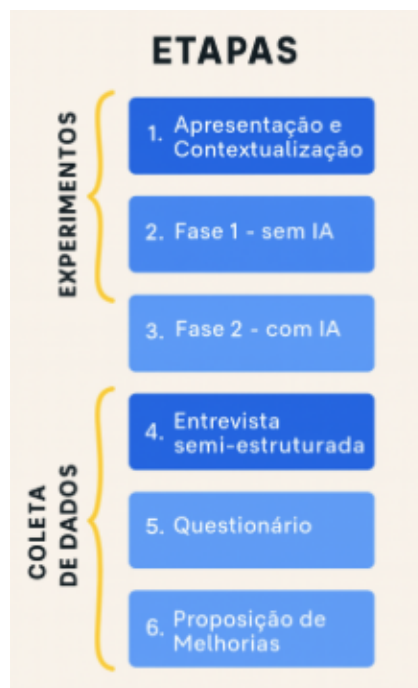 ETAPAS
EXPERIMENTOS
1. Apresentação e
Contextualização
2. Fase 1 - sem IA
3. Fase 2 - com IA
COLETA
DE DADOS
4. Entrevista
semi-estruturada
5. Questionário
6. Proposição de
Melhorias